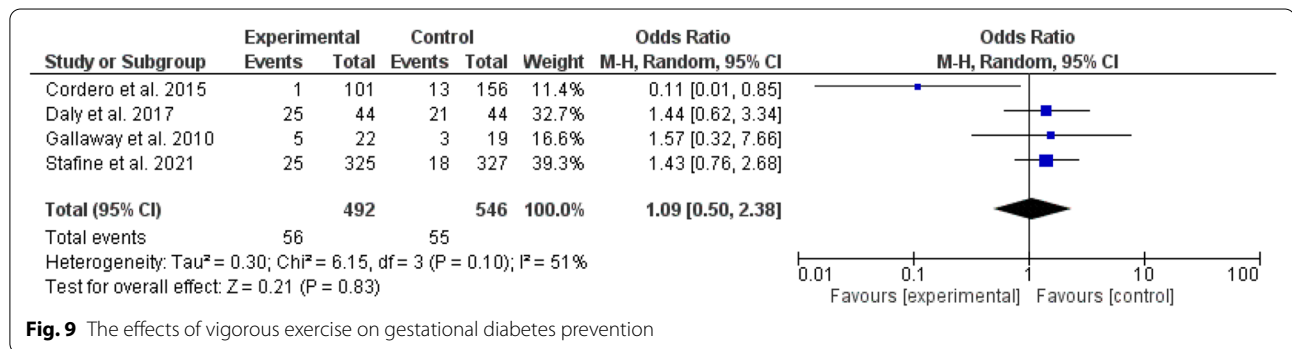 Experimental Control Odds Ratio Odds Ratio
Study or Subgroup Events Total Events Total Weight M-H, Random, 95% CI M-H, Random, 95% CI
Cordero et al. 2015 1 101 13 156 11.4% 0.11 [0.01, 0.85]
Daly et al. 2017 25 44 21 44 32.7% 1.44 [0.62, 3.34]
Gallaway et al. 2010 5 22 3 19 16.6% 1.57 [0.32, 7.66]
Stafine et al. 2021 25 325 18 327 39.3% 1.43 [0.76, 2.68]
Total (95% CI) 492 546 100.0% 1.09 [0.50, 2.38]
Total events 56 55
Heterogeneity: Tau² = 0.30; Chi² = 6.15, df = 3 (P = 0.10); I² = 51%
Test for overall effect: Z = 0.21 (P = 0.83)
0.01 0.1 1 10 100
Favours [experimental] Favours [control]
Fig. 9 The effects of vigorous exercise on gestational diabetes prevention